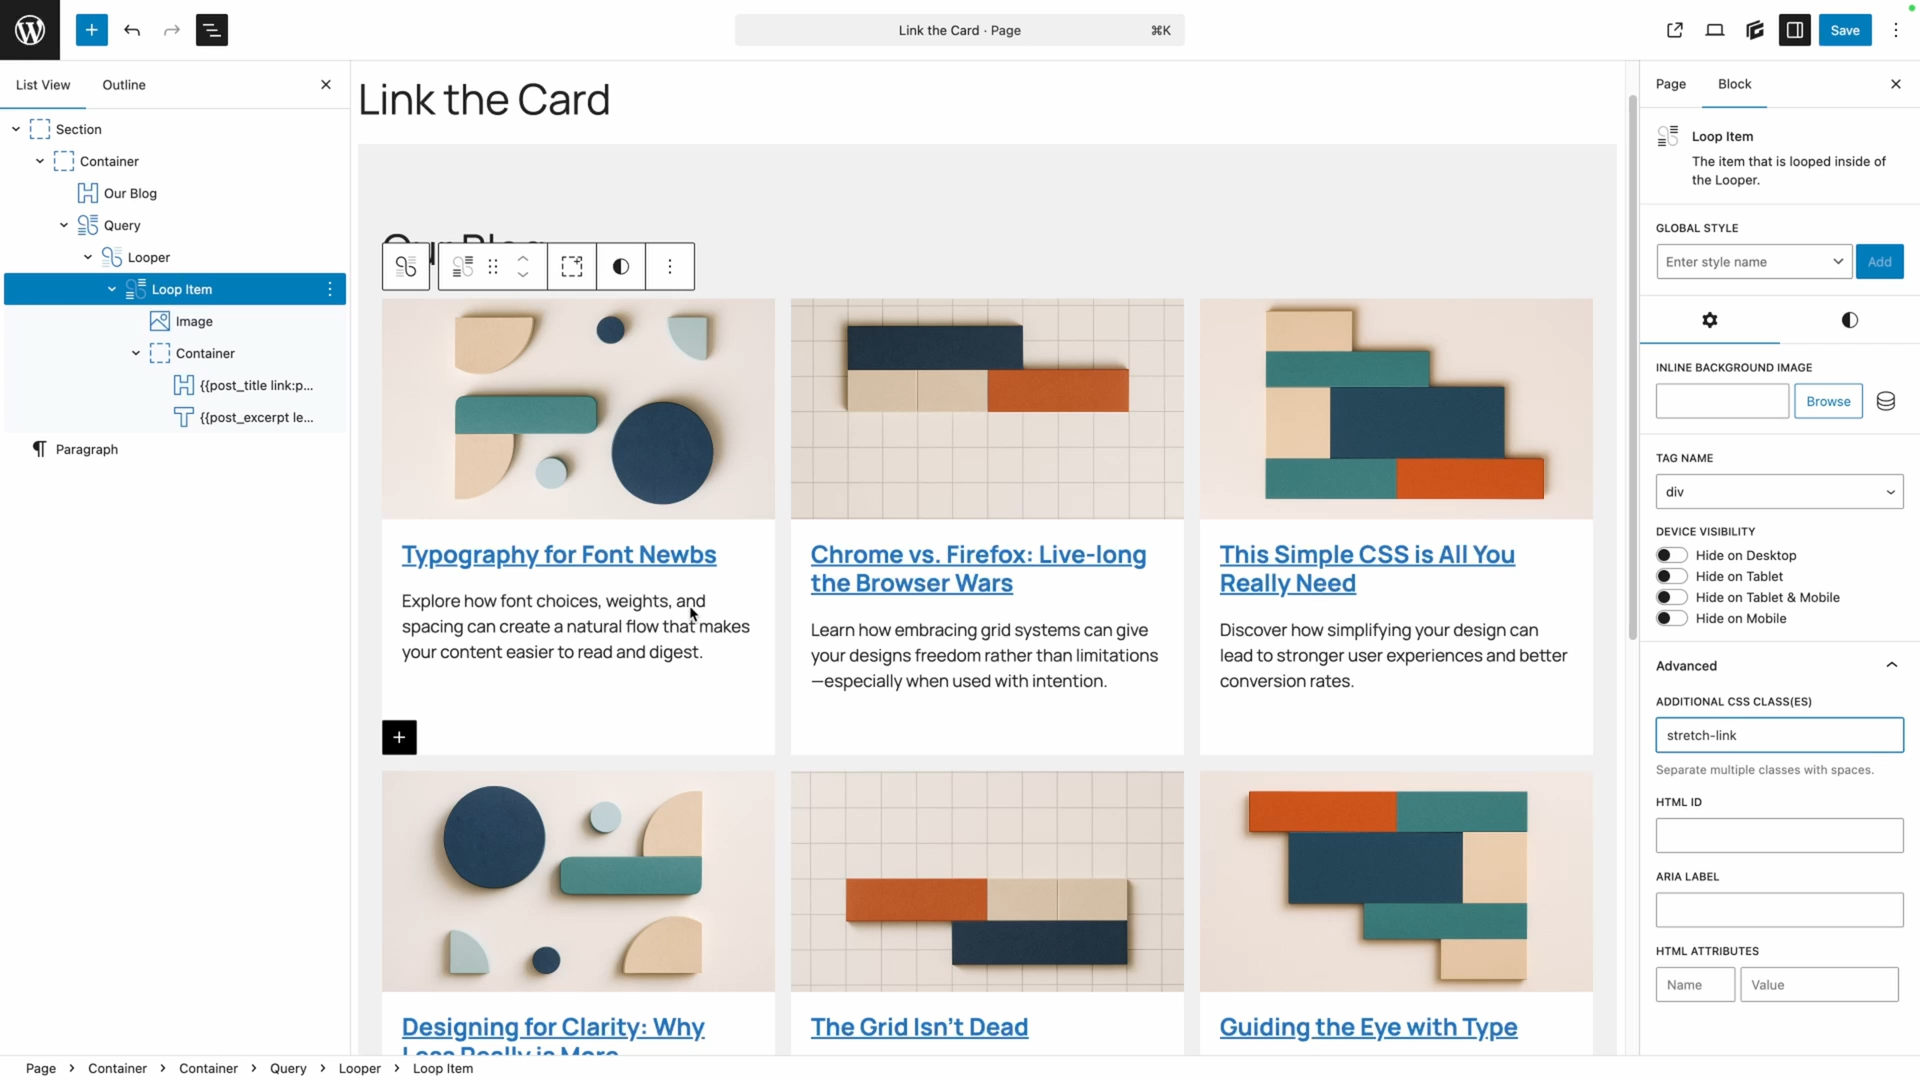 Link the Card · Page
⌘K
Save
List View
Outline
Section
Container
Our Blog
Query
Looper
Loop Item
Image
Container
{{post_title link:p...
{{post_excerpt le...
Paragraph
Link the Card
Our Blog
Typography for Font Newbs
Explore how font choices, weights, and
spacing can create a natural flow that makes
your content easier to read and digest.
Chrome vs. Firefox: Live-long
the Browser Wars
Learn how embracing grid systems can give
your designs freedom rather than limitations
—especially when used with intention.
This Simple CSS is All You
Really Need
Discover how simplifying your design can
lead to stronger user experiences and better
conversion rates.
Designing for Clarity: Why
Less Really is More
The Grid Isn't Dead
Guiding the Eye with Type
Page
Block
Loop Item
The item that is looped inside of
the Looper.
GLOBAL STYLE
Enter style name
Add
INLINE BACKGROUND IMAGE
Browse
TAG NAME
div
DEVICE VISIBILITY
Hide on Desktop
Hide on Tablet
Hide on Tablet & Mobile
Hide on Mobile
Advanced
ADDITIONAL CSS CLASS(ES)
stretch-link
Separate multiple classes with spaces.
HTML ID
ARIA LABEL
HTML ATTRIBUTES
Name
Value
Page > Container > Container > Query > Looper > Loop Item